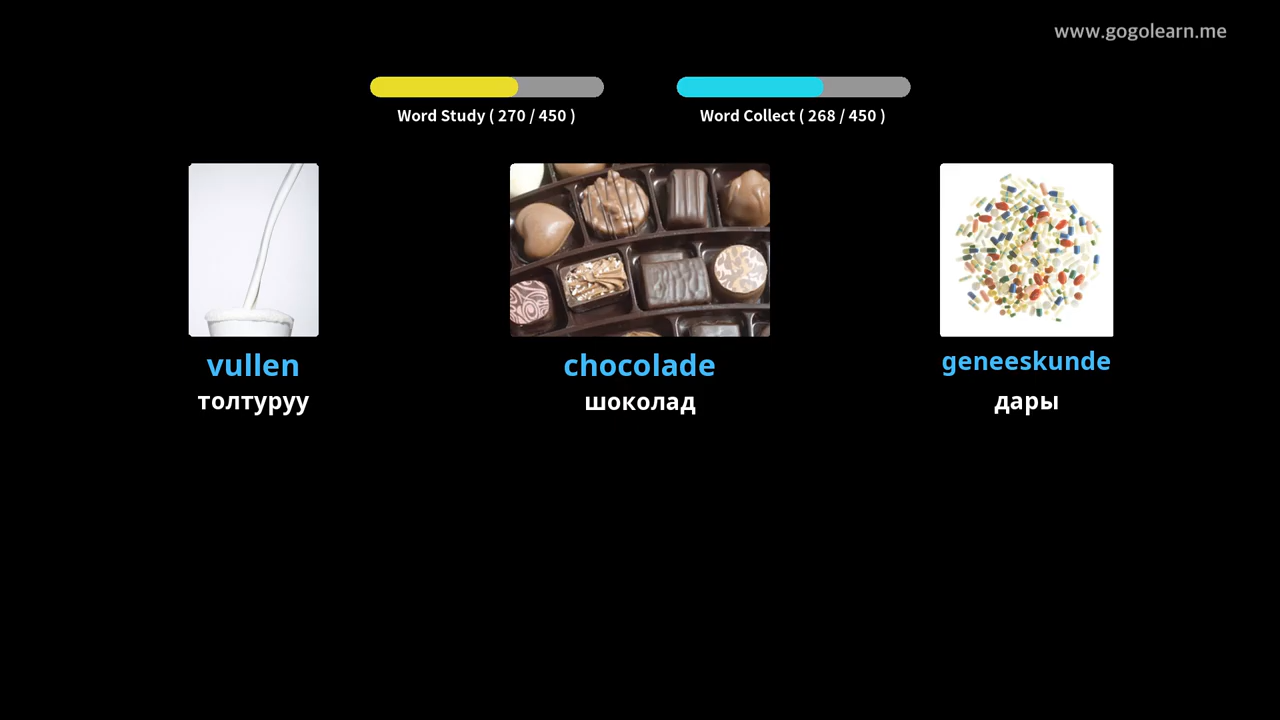 www.gogolearn.me
Word Study ( 270 / 450 )
Word Collect ( 268 / 450 )
vullen
толтуруу
chocolade
шоколад
geneeskunde
дары